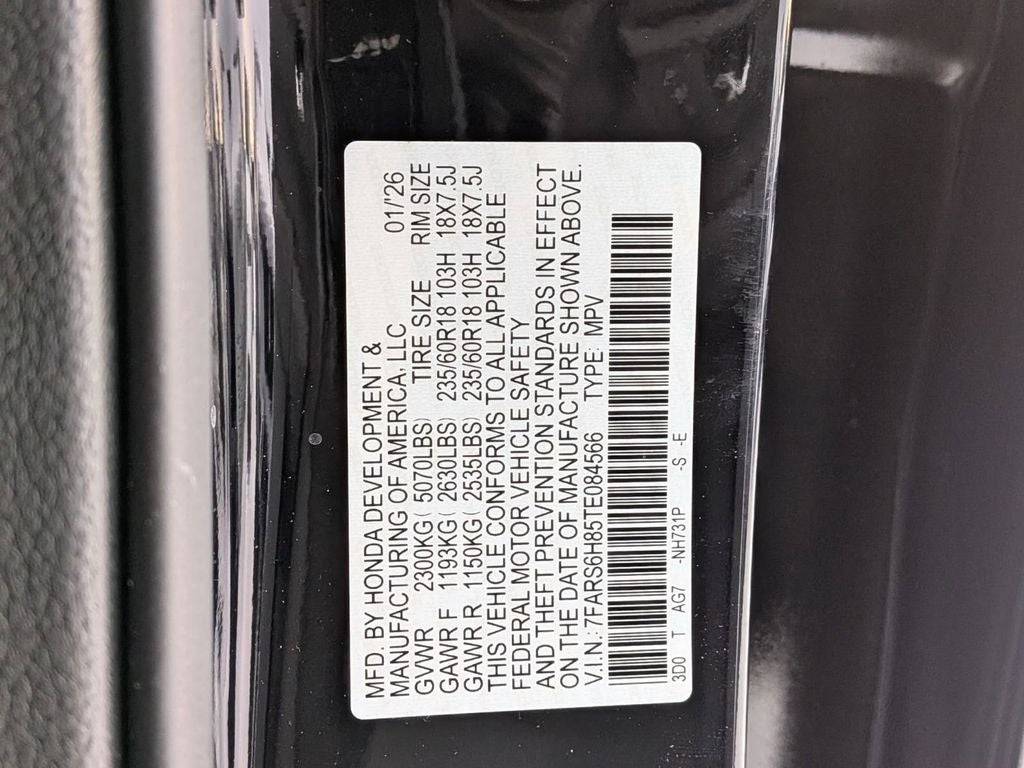 MFD. BY HONDA DEVELOPMENT &
MANUFACTURING OF AMERICA, LLC 01/'26
GVWR 2300KG ( 5070LBS) TIRE SIZE RIM SIZE
GAWR F 1193KG ( 2630LBS) 235/60R18 103H 18X7.5J
GAWR R 1150KG ( 2535LBS) 235/60R18 103H 18X7.5J
THIS VEHICLE CONFORMS TO ALL APPLICABLE
FEDERAL MOTOR VEHICLE SAFETY
AND THEFT PREVENTION STANDARDS IN EFFECT
ON THE DATE OF MANUFACTURE SHOWN ABOVE.
V.I.N.: 7FARS6H85TE084566 TYPE: MPV
3D0 T AG7 -NH731P -S -E